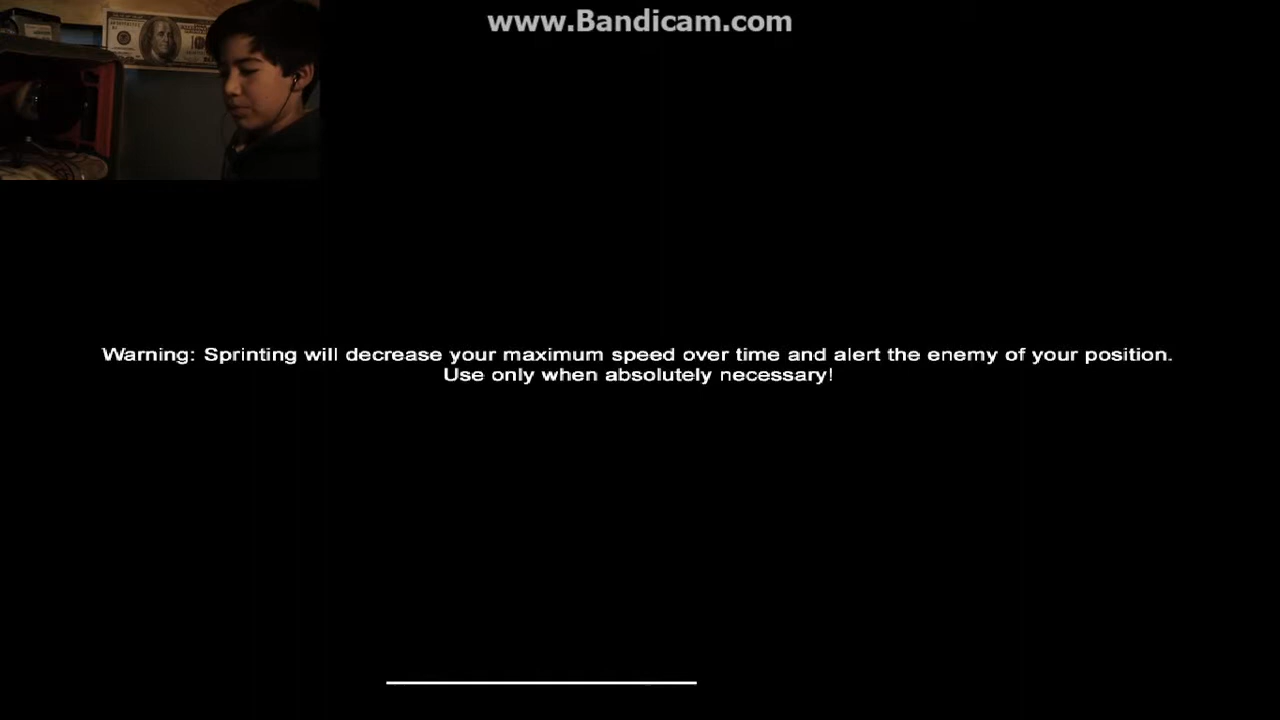 www.Bandicam.com
100
Warning: Sprinting will decrease your maximum speed over time and alert the enemy of your position.
Use only when absolutely necessary!